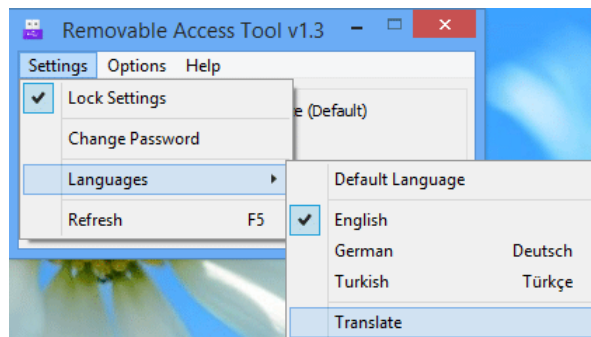 Removable Access Tool v1.3
Settings Options Help
Lock Settings
e (Default)
Change Password
Languages
Default Language
Refresh F5
English
German Deutsch
Turkish Türkçe
Translate